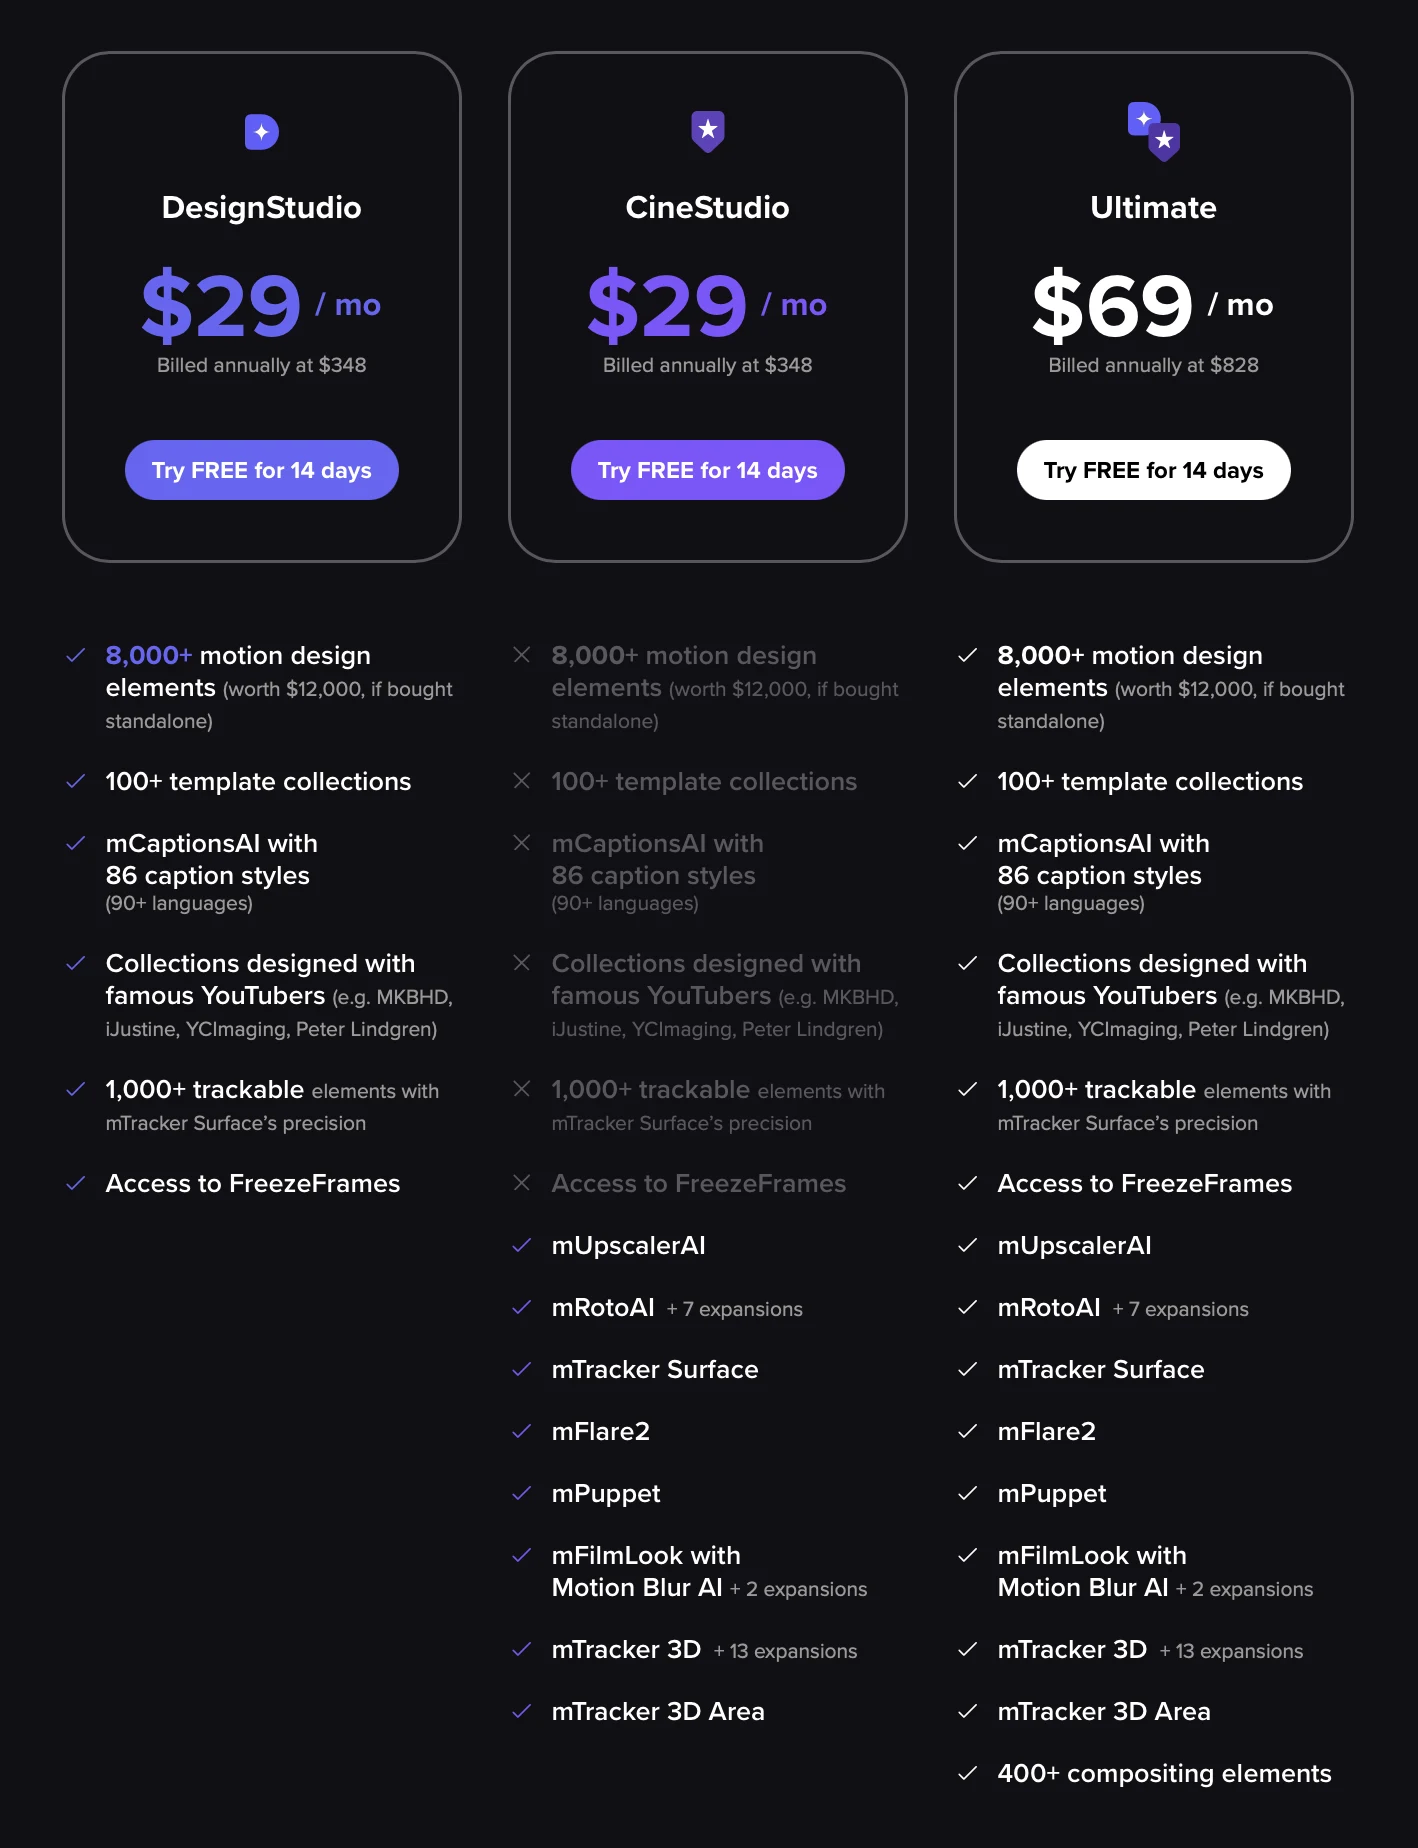 DesignStudio
$29 / mo
Billed annually at $348
Try FREE for 14 days
8,000+ motion design
elements (worth $12,000, if bought
standalone)
100+ template collections
mCaptionsAI with
86 caption styles
(90+ languages)
Collections designed with
famous YouTubers (e.g. MKBHD,
iJustine, YCImaging, Peter Lindgren)
1,000+ trackable elements with
mTracker Surface’s precision
Access to FreezeFrames
CineStudio
$29 / mo
Billed annually at $348
Try FREE for 14 days
8,000+ motion design
elements (worth $12,000, if bought
standalone)
100+ template collections
mCaptionsAI with
86 caption styles
(90+ languages)
Collections designed with
famous YouTubers (e.g. MKBHD,
iJustine, YCImaging, Peter Lindgren)
1,000+ trackable elements with
mTracker Surface’s precision
Access to FreezeFrames
mUpscalerAI
mRotoAI + 7 expansions
mTracker Surface
mFlare2
mPuppet
mFilmLook with
Motion Blur AI + 2 expansions
mTracker 3D + 13 expansions
mTracker 3D Area
Ultimate
$69 / mo
Billed annually at $828
Try FREE for 14 days
8,000+ motion design
elements (worth $12,000, if bought
standalone)
100+ template collections
mCaptionsAI with
86 caption styles
(90+ languages)
Collections designed with
famous YouTubers (e.g. MKBHD,
iJustine, YCImaging, Peter Lindgren)
1,000+ trackable elements with
mTracker Surface’s precision
Access to FreezeFrames
mUpscalerAI
mRotoAI + 7 expansions
mTracker Surface
mFlare2
mPuppet
mFilmLook with
Motion Blur AI + 2 expansions
mTracker 3D + 13 expansions
mTracker 3D Area
400+ compositing elements